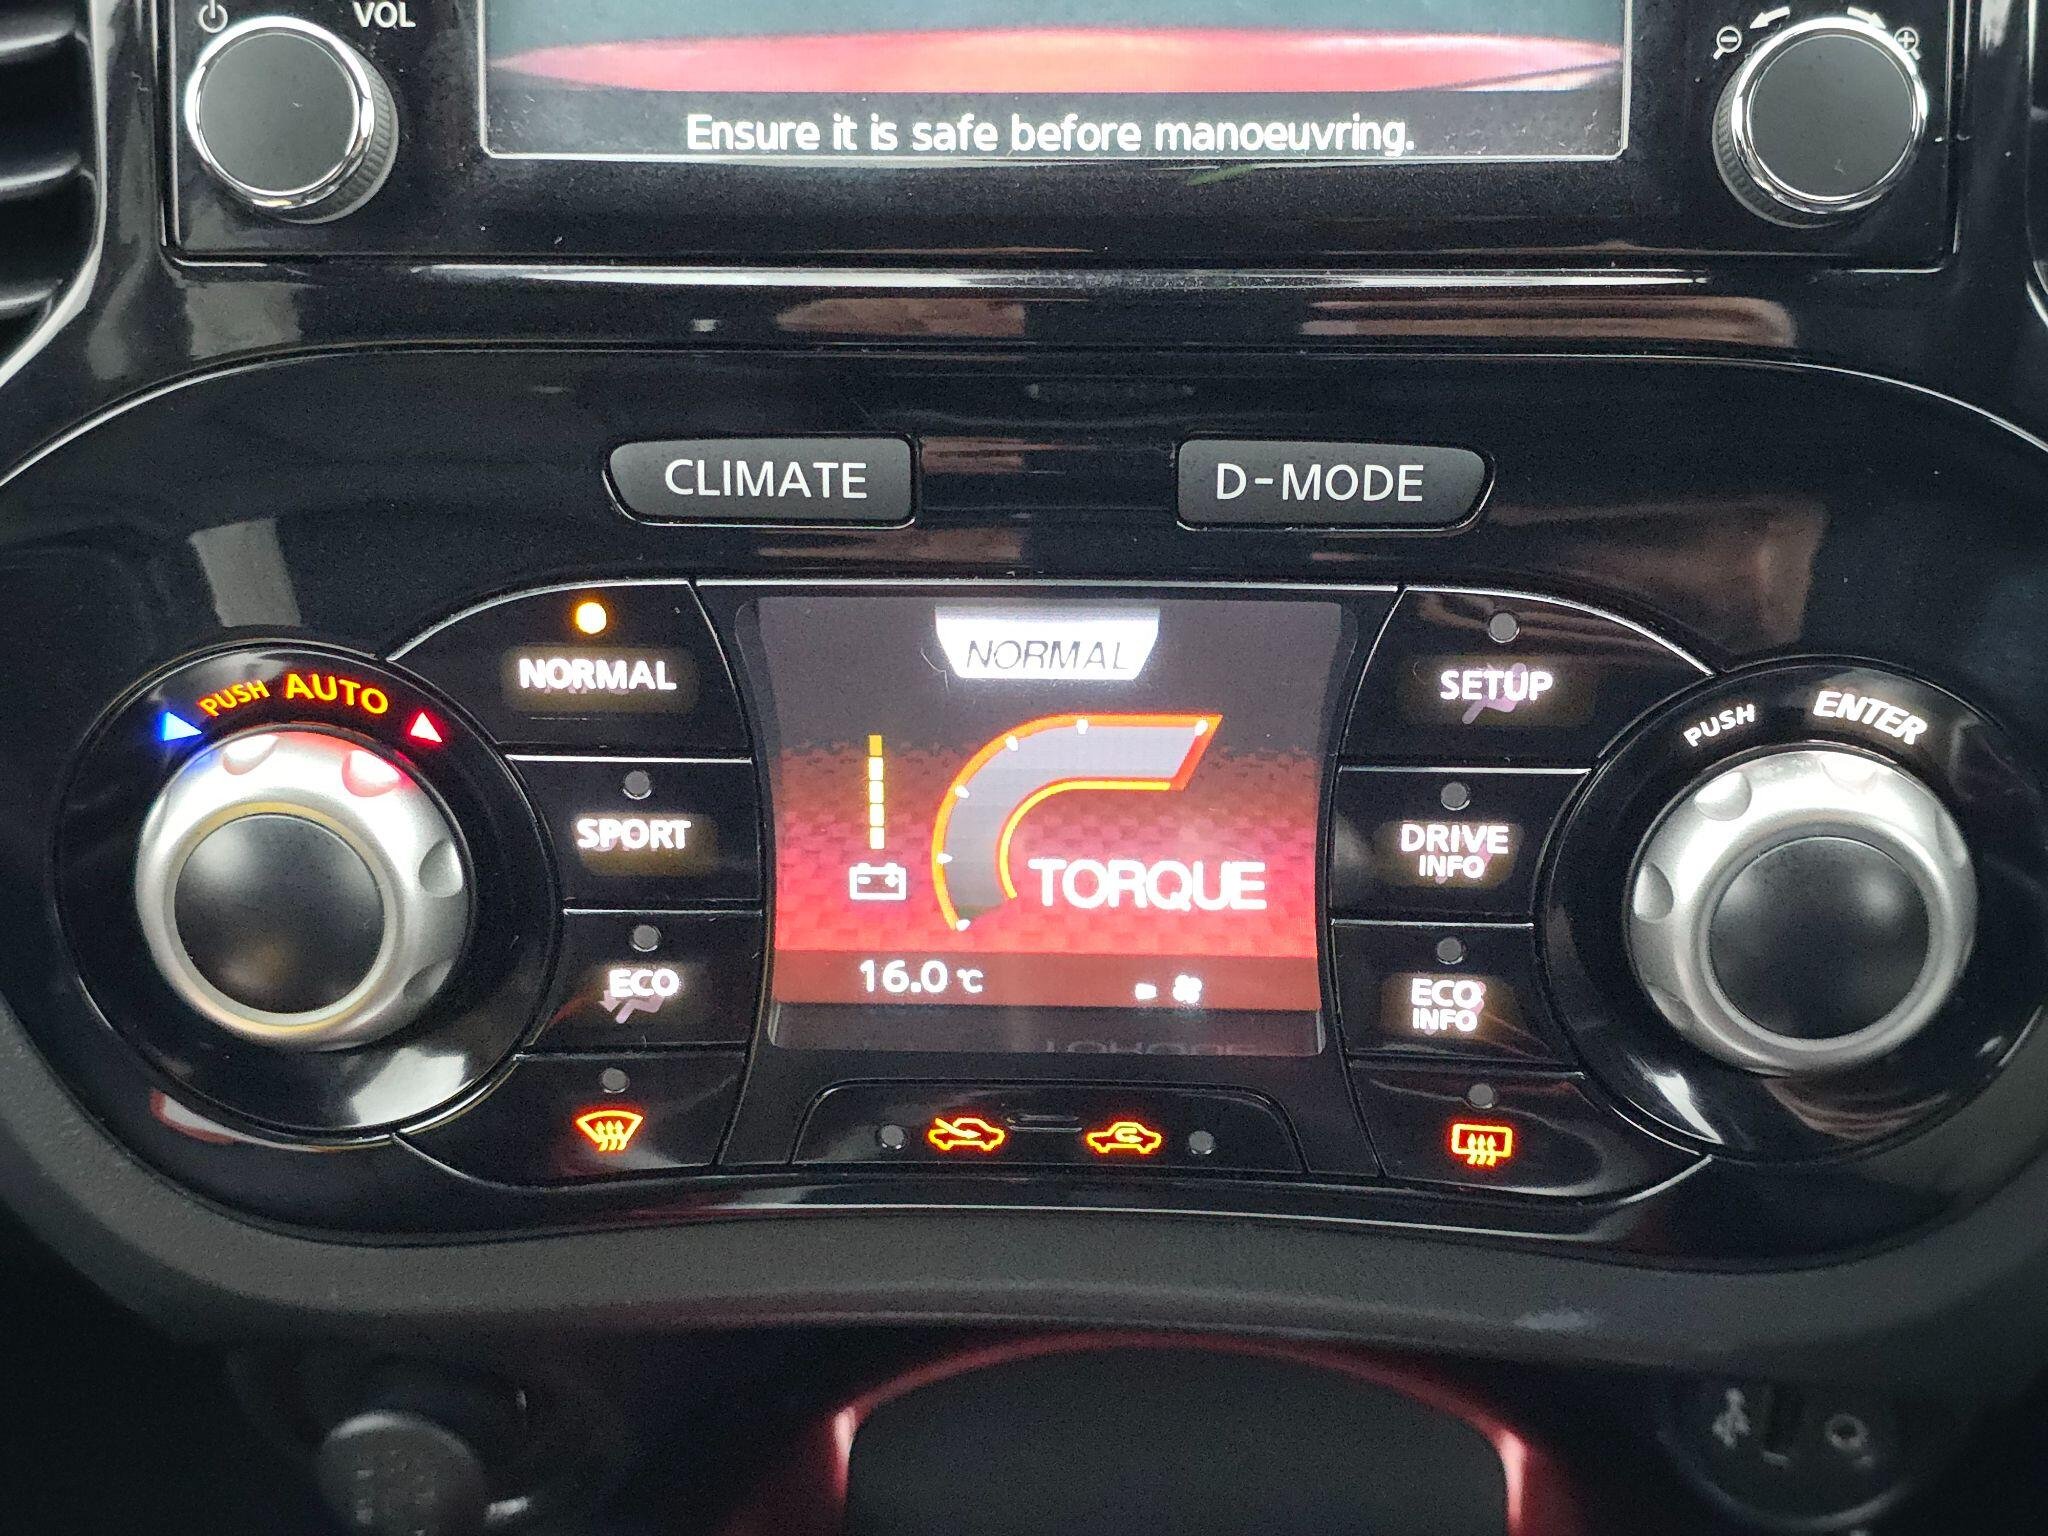 VOL
Ensure it is safe before manoeuvring.
CLIMATE
D-MODE
NORMAL
NORMAL
SETUP
PUSH AUTO
PUSH ENTER
SPORT
DRIVE
INFO
TORQUE
ECO
16.0 °C
ECO
INFO